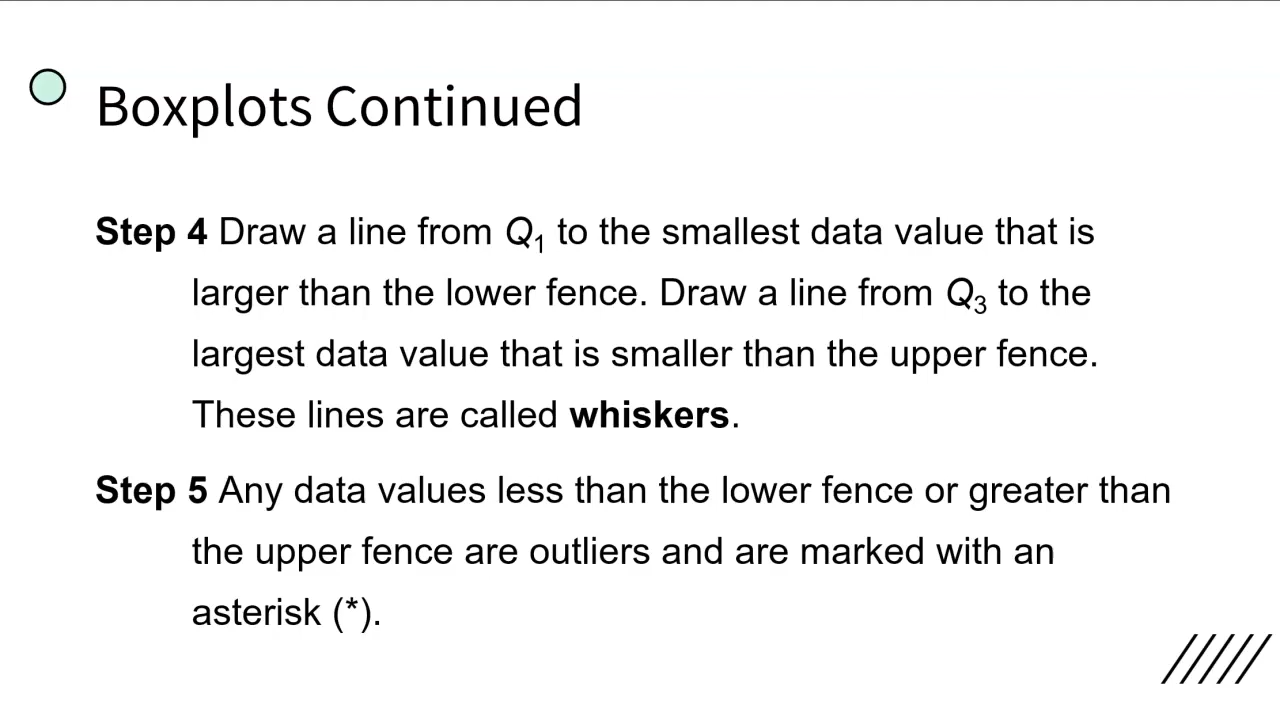 Boxplots Continued
Step 4 Draw a line from Q₁ to the smallest data value that is
larger than the lower fence. Draw a line from Q₃ to the
largest data value that is smaller than the upper fence.
These lines are called whiskers.
Step 5 Any data values less than the lower fence or greater than
the upper fence are outliers and are marked with an
asterisk (*).